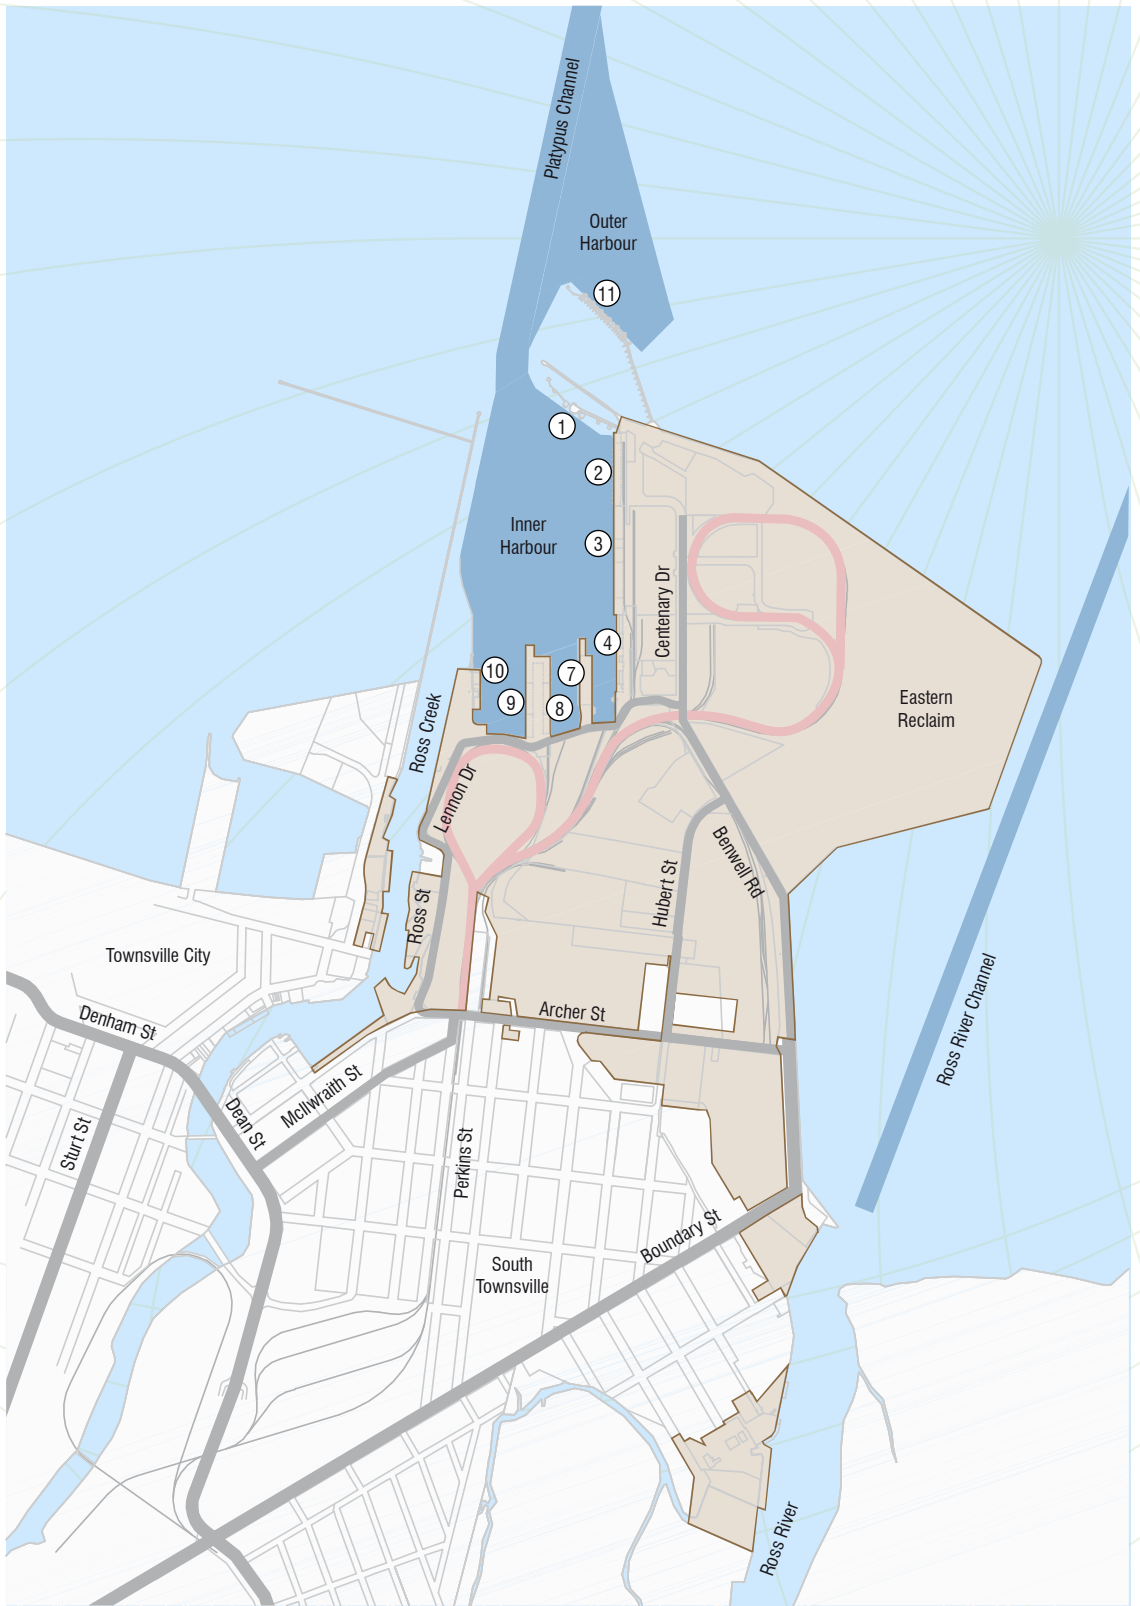 Platypus Channel
Outer
Harbour
11
1
2
Inner
Harbour
3
Centenary Dr
4
10
7
9
8
Eastern
Reclaim
Ross Creek
Lennon Dr
Benwell Rd
Hubert St
Ross St
Townsville City
Archer St
Ross River Channel
Denham St
McIlwraith St
Dean St
Sturt St
Perkins St
Boundary St
South
Townsville
Ross River